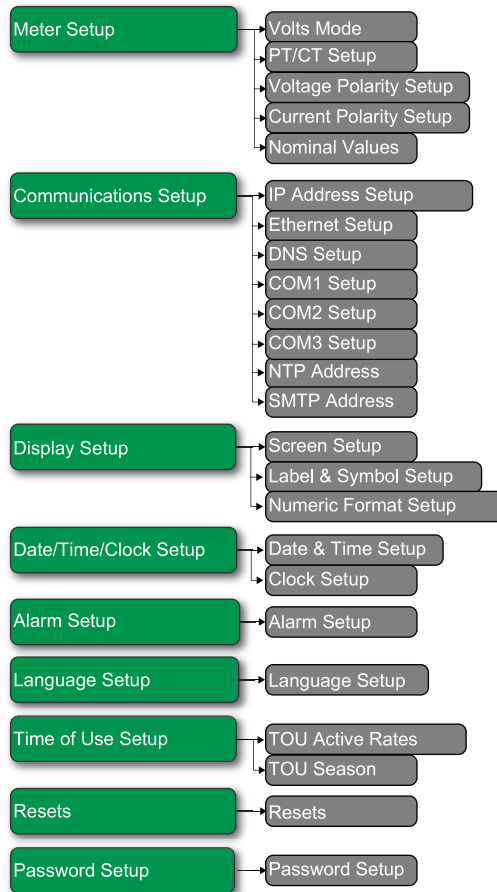 Meter Setup
Volts Mode
PT/CT Setup
Voltage Polarity Setup
Current Polarity Setup
Nominal Values
Communications Setup
IP Address Setup
Ethernet Setup
DNS Setup
COM1 Setup
COM2 Setup
COM3 Setup
NTP Address
SMTP Address
Display Setup
Screen Setup
Label & Symbol Setup
Numeric Format Setup
Date/Time/Clock Setup
Date & Time Setup
Clock Setup
Alarm Setup
Alarm Setup
Language Setup
Language Setup
Time of Use Setup
TOU Active Rates
TOU Season
Resets
Resets
Password Setup
Password Setup